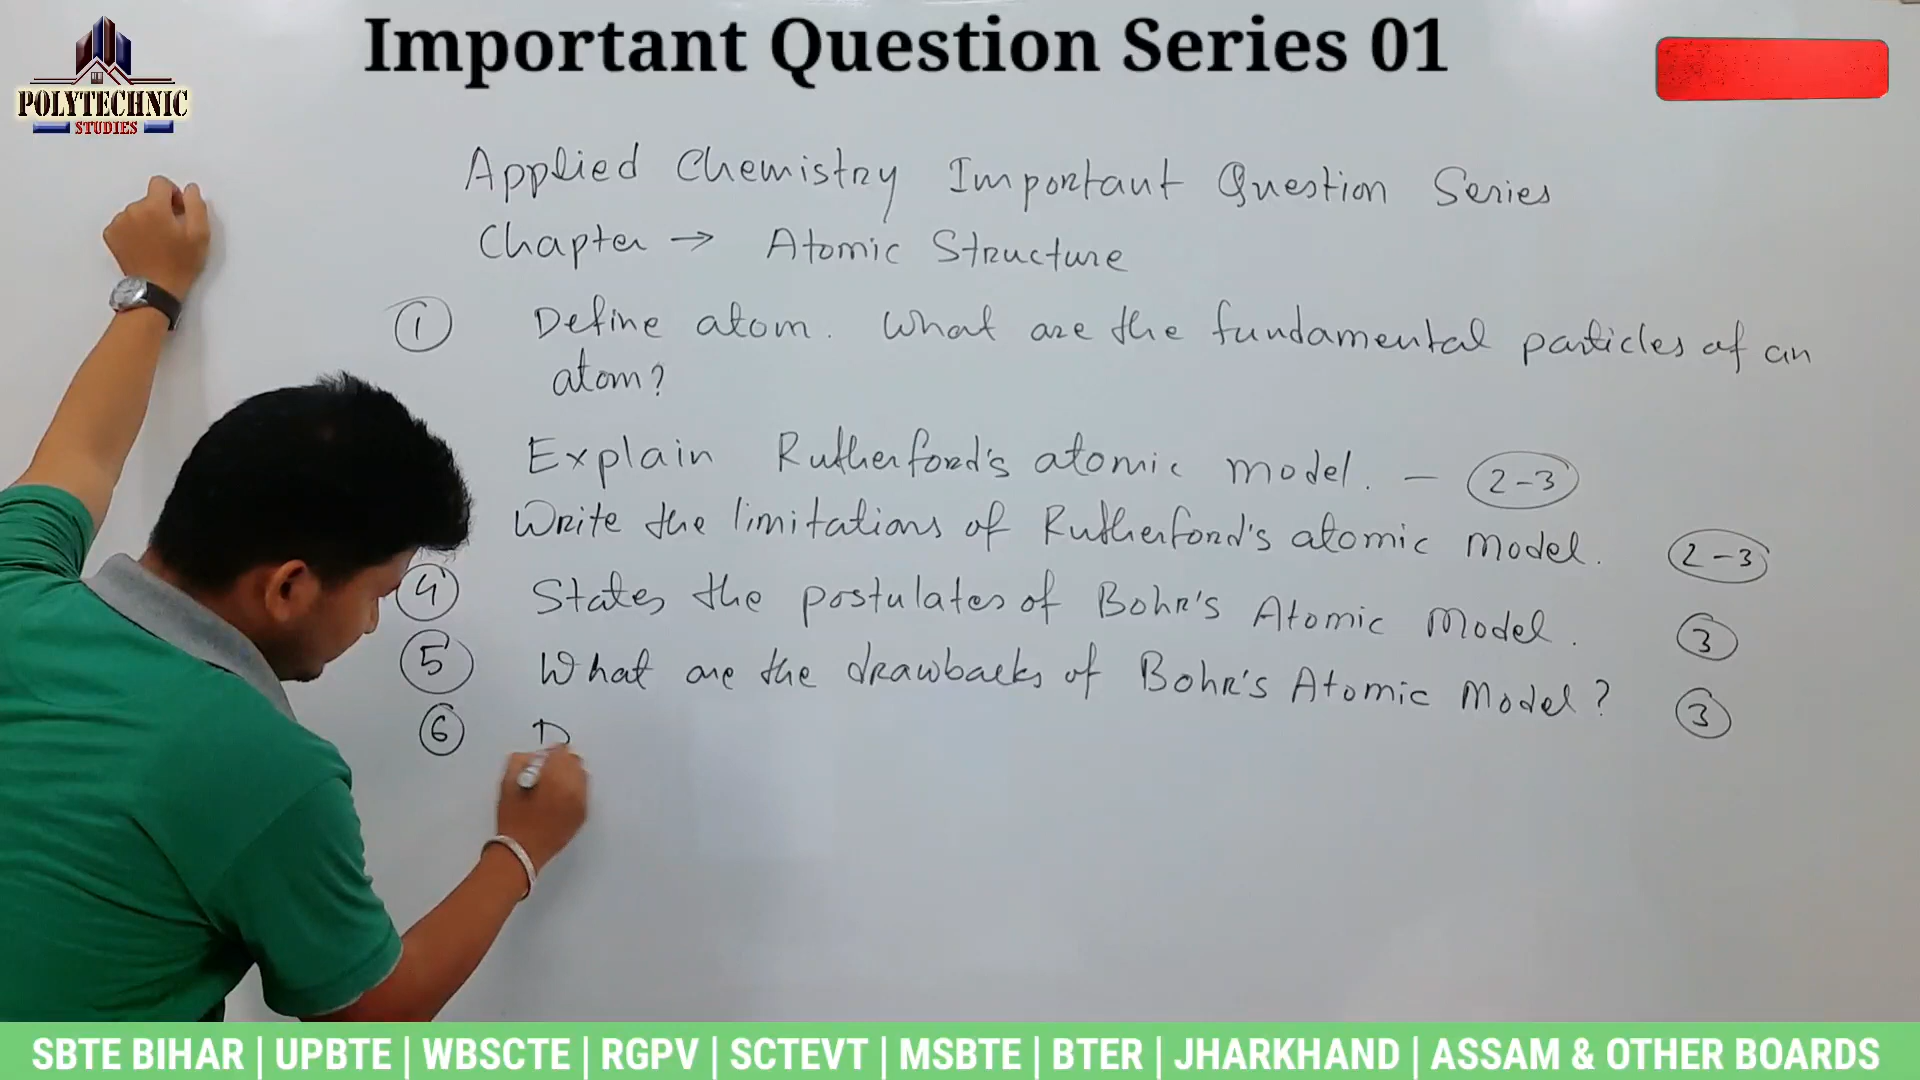 Important Question Series 01
POLYTECHNIC
STUDIES
Applied Chemistry Important Question Series
Chapter → Atomic Structure
① Define atom. What are the fundamental particles of an
atom?
Explain Rutherford's atomic model. — 2-3
Write the limitations of Rutherford's atomic model. 2-3
④ States the postulates of Bohr's Atomic Model. 3
⑤ What are the drawbacks of Bohr's Atomic Model? 3
⑥ D
SBTE BIHAR | UPBTE | WBSCTE | RGPV | SCTEVT | MSBTE | BTER | JHARKHAND | ASSAM & OTHER BOARDS